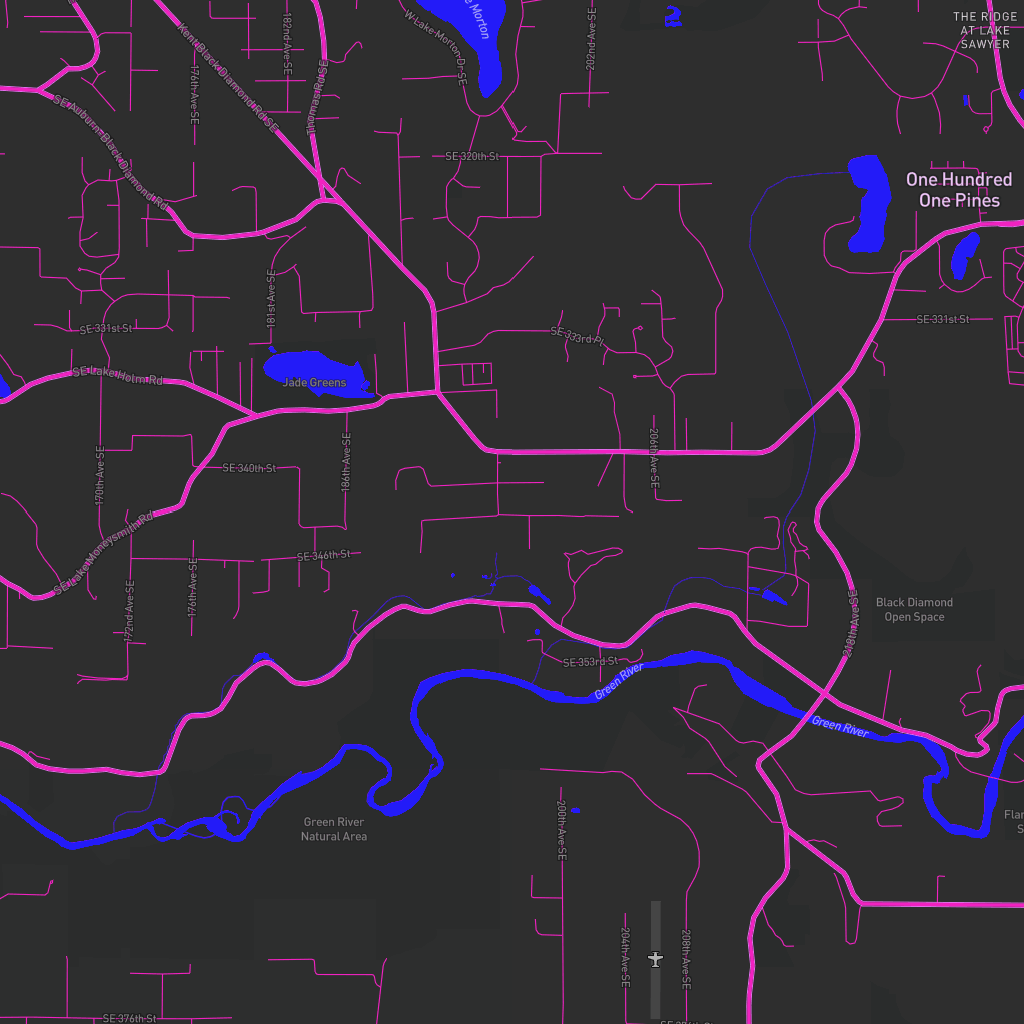 THE RIDGE
AT LAKE
SAWYER
Morton
W Lake Morton Dr SE
182nd Ave SE
202nd Ave SE
Kent Black Diamond Rd SE
176th Ave SE
Thomas Rd SE
SE Auburn Black Diamond Rd
SE 320th St
One Hundred
One Pines
181st Ave SE
SE 331st St
SE 331st St
SE 333rd Pl
SE Lake Holm Rd
Jade Greens
170th Ave SE
186th Ave SE
206th Ave SE
SE 340th St
SE Lake Moneysmith Rd
SE 346th St
172nd Ave SE
176th Ave SE
Black Diamond
Open Space
218th Ave SE
SE 353rd St
Green River
Green River
Green River
Natural Area
200th Ave SE
204th Ave SE
208th Ave SE
SE 376th St